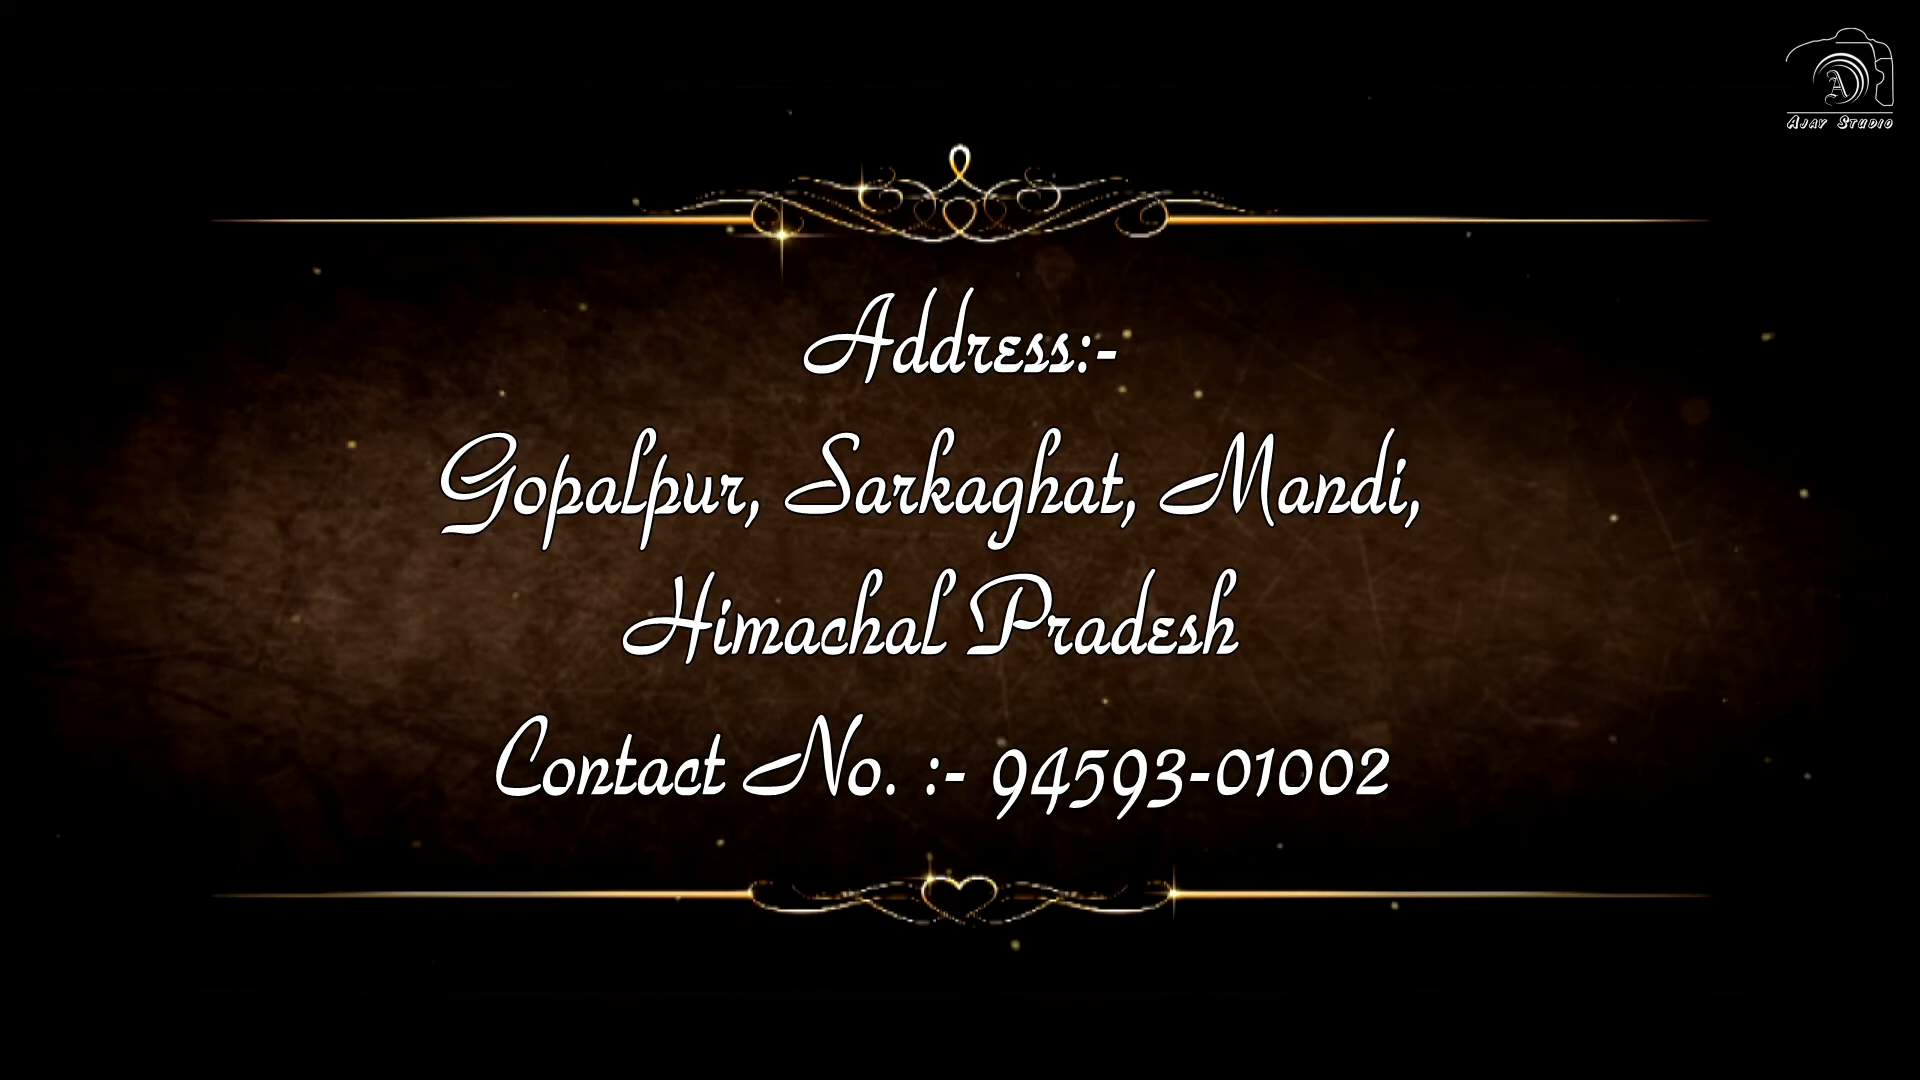 A
Ajay Studio
Address:-
Gopalpur, Sarkaghat, Mandi,
Himachal Pradesh
Contact No. :- 94593-01002